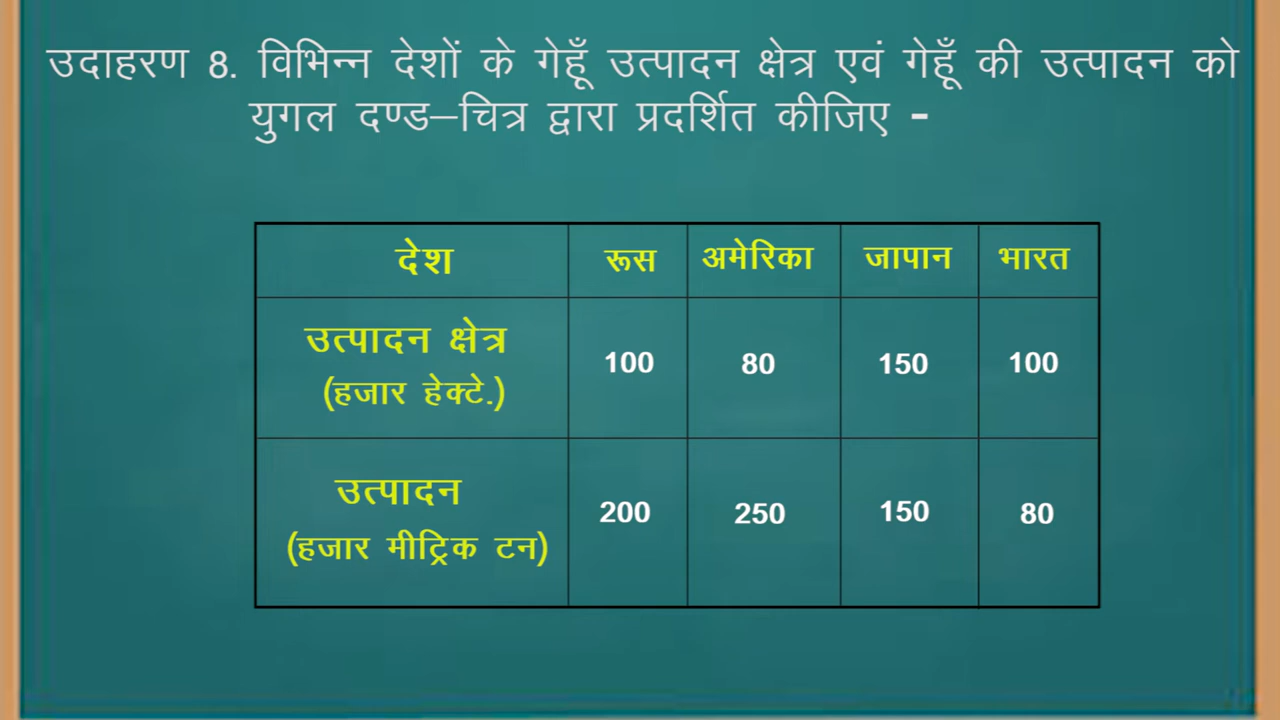 उदाहरण 8. विभिन्न देशों के गेहूँ उत्पादन क्षेत्र एवं गेहूँ की उत्पादन को
युगल दण्ड–चित्र द्वारा प्रदर्शित कीजिए -
देश रूस अमेरिका जापान भारत
उत्पादन क्षेत्र
(हजार हेक्टे.) 100 80 150 100
उत्पादन
(हजार मीट्रिक टन) 200 250 150 80